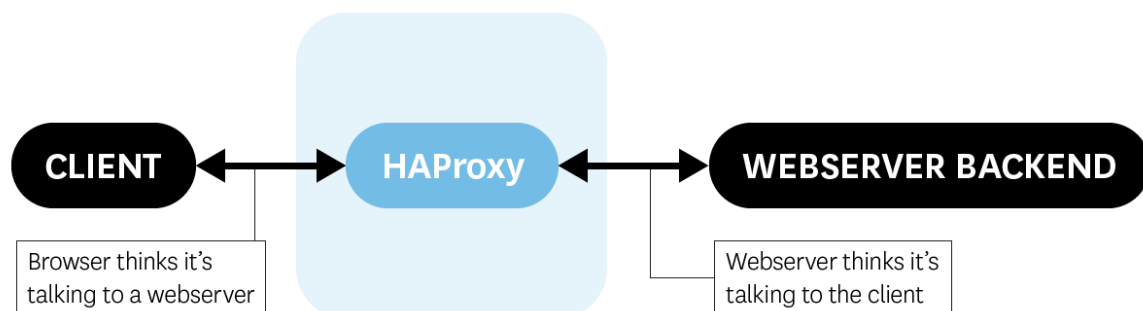 CLIENT
HAProxy
WEBSERVER BACKEND
Browser thinks it’s
talking to a webserver
Webserver thinks it’s
talking to the client